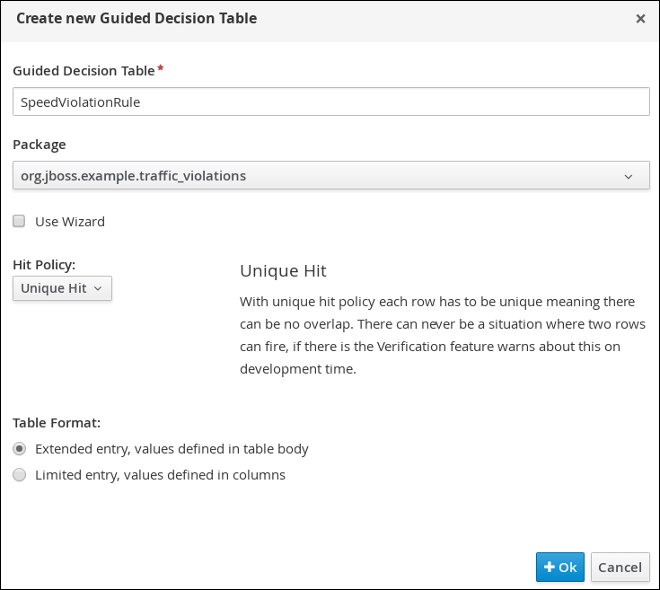 Create new Guided Decision Table
Guided Decision Table*
SpeedViolationRule
Package
org.jboss.example.traffic_violations
Use Wizard
Hit Policy:
Unique Hit
Unique Hit
With unique hit policy each row has to be unique meaning there
can be no overlap. There can never be a situation where two rows
can fire, if there is the Verification feature warns about this on
development time.
Table Format:
Extended entry, values defined in table body
Limited entry, values defined in columns
+ Ok
Cancel